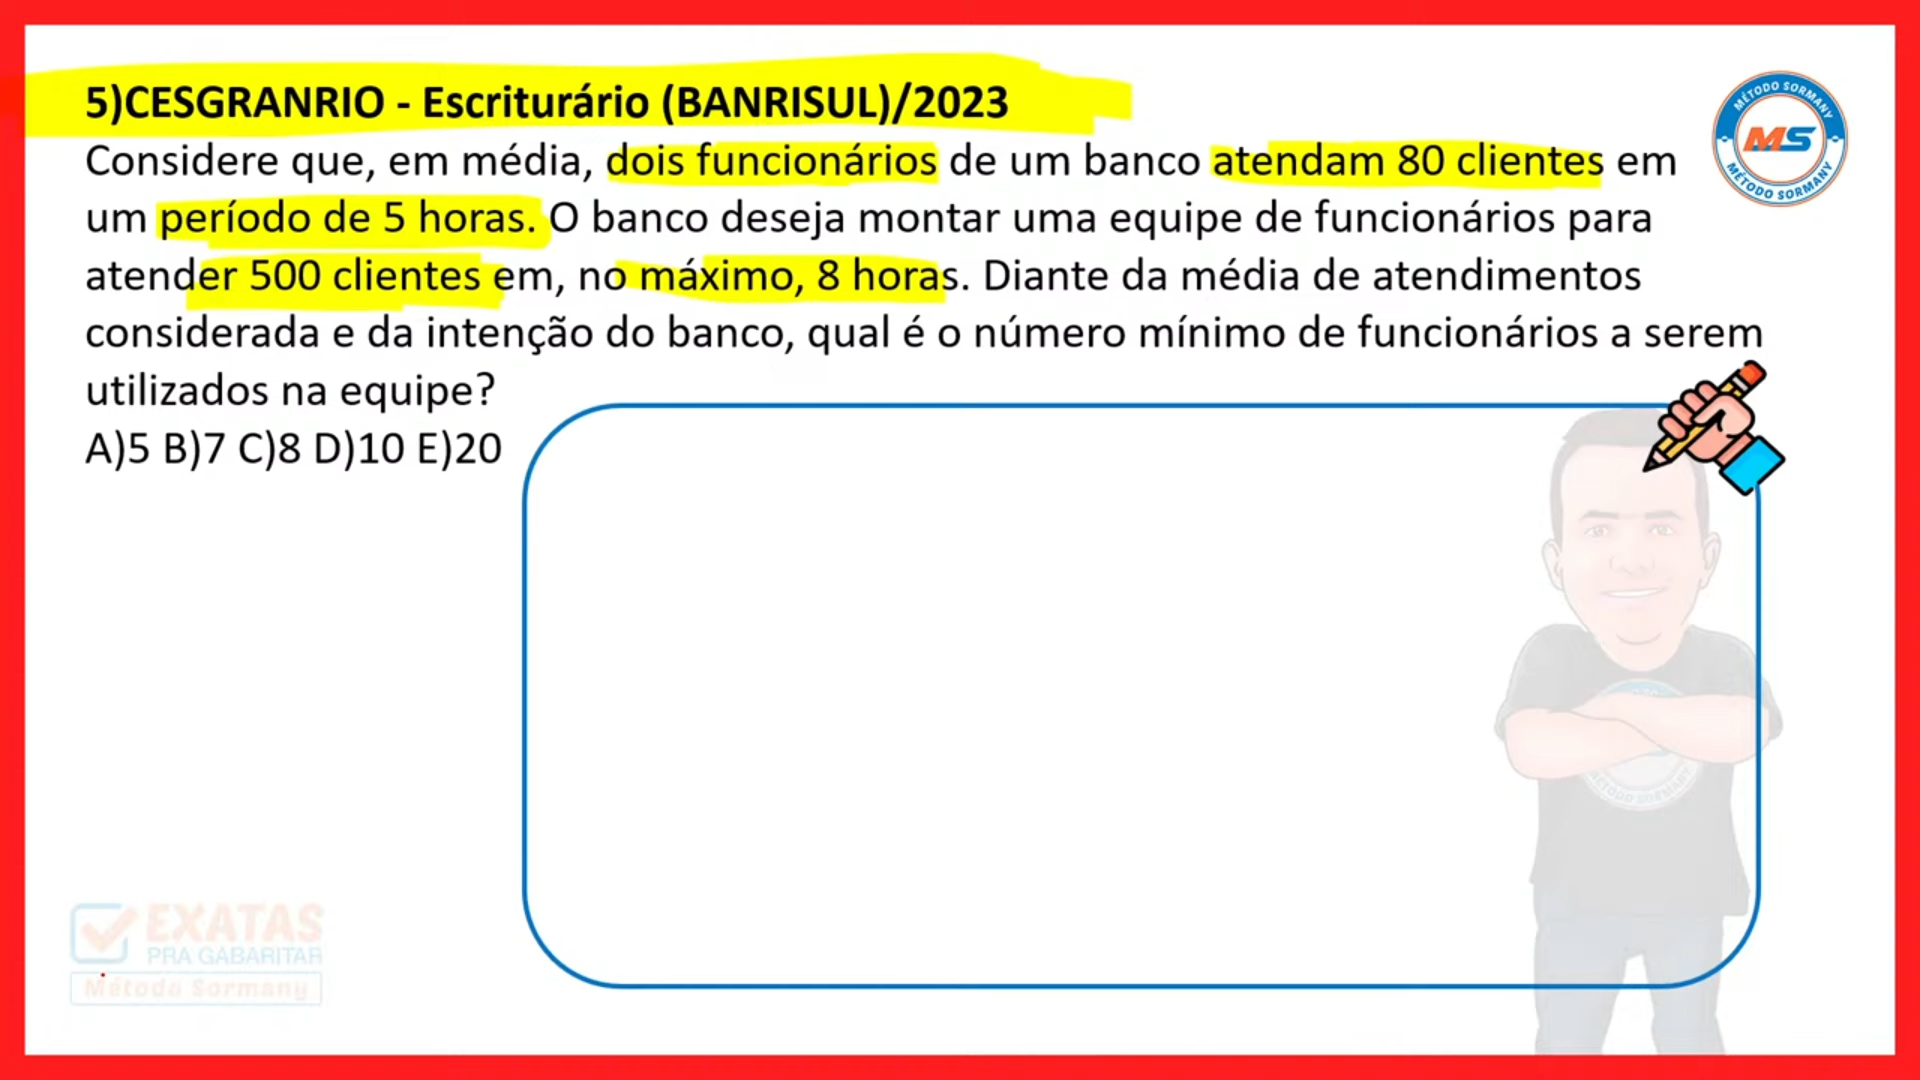 5)CESGRANRIO - Escriturário (BANRISUL)/2023
Considere que, em média, dois funcionários de um banco atendam 80 clientes em
um período de 5 horas. O banco deseja montar uma equipe de funcionários para
atender 500 clientes em, no máximo, 8 horas. Diante da média de atendimentos
considerada e da intenção do banco, qual é o número mínimo de funcionários a serem
utilizados na equipe?
A)5 B)7 C)8 D)10 E)20
MÉTODO SORMANY
MS
MÉTODO SORMANY
EXATAS
PRA GABARITAR
Método Sormany